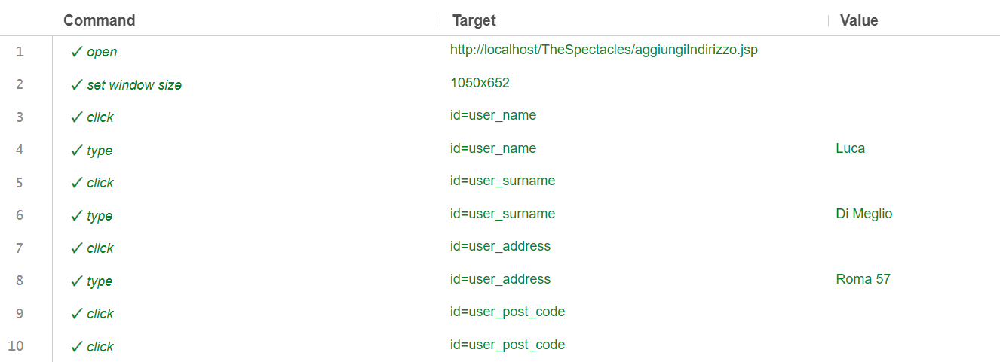 Command Target Value
1 ✓ open http://localhost/TheSpectacles/aggiungiIndirizzo.jsp
2 ✓ set window size 1050x652
3 ✓ click id=user_name
4 ✓ type id=user_name Luca
5 ✓ click id=user_surname
6 ✓ type id=user_surname Di Meglio
7 ✓ click id=user_address
8 ✓ type id=user_address Roma 57
9 ✓ click id=user_post_code
10 ✓ click id=user_post_code